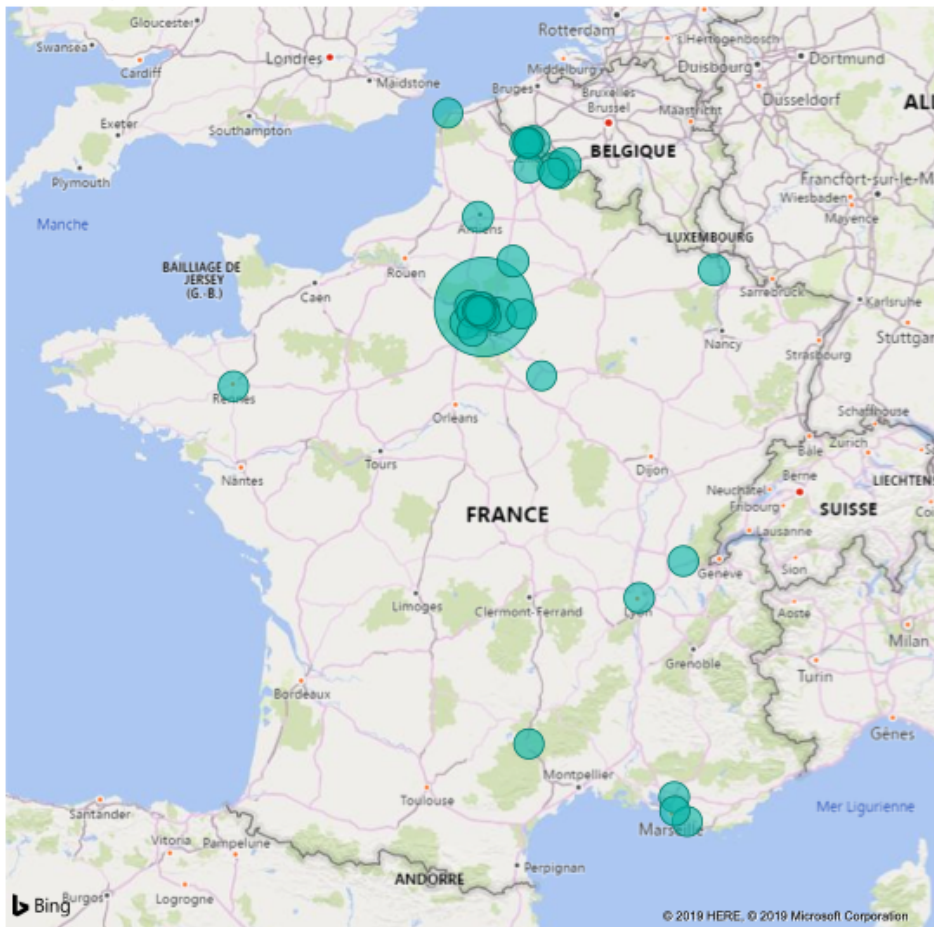 Gloucester
Swansea
Cardiff
Londres
Maidstone
Rotterdam
's Hertogenbosch
Middelburg
Duisbourg
Dortmund
Düsseldorf
Bruges
Bruxelles
Brussel
Maastricht
Exeter
Southampton
Plymouth
BELGIQUE
Francfort-sur-le-M
Wiesbaden
Mayence
Manche
Amiens
LUXEMBOURG
BAILLIAGE DE
JERSEY
(G.-B.)
Rouen
Caen
Sarrebruck
Karlsruhe
Stuttgar
Nancy
Strasbourg
Rennes
Orléans
Schaffhouse
Bâle
Zurich
Tours
Nantes
Dijon
Berne
Neuchâtel
LIECHTENS
Fribourg
SUISSE
FRANCE
Lausanne
Genève
Sion
Limoges
Clermont-Ferrand
Lyon
Aoste
Milan
Grenoble
Turin
Bordeaux
Gênes
Montpellier
Toulouse
Santander
Marseille
Mer Ligurienne
Vitoria
Pampelune
Perpignan
ANDORRE
Burgos
Logrogne
Bing
© 2019 HERE, © 2019 Microsoft Corporation